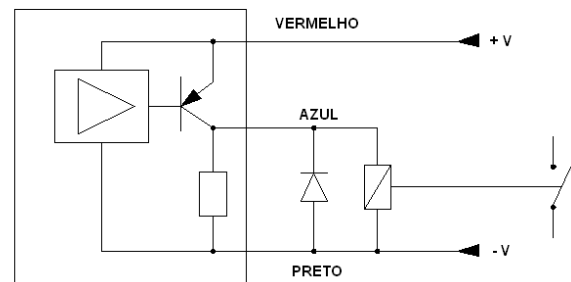 VERMELHO
+ V
AZUL
- V
PRETO